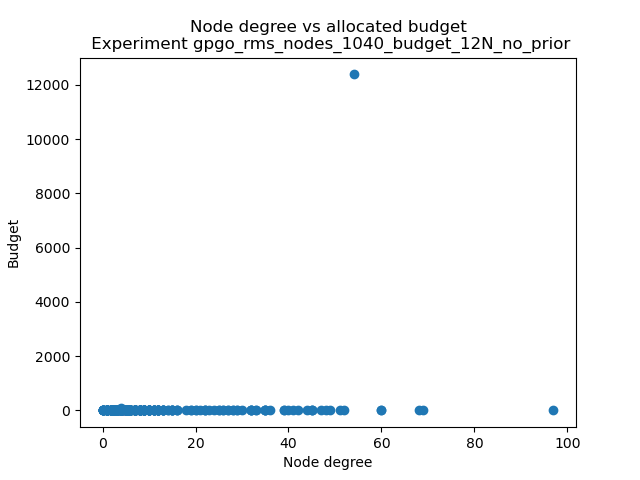 Node degree vs allocated budget
Experiment gpgo_rms_nodes_1040_budget_12N_no_prior
12000
10000
8000
6000
4000
2000
0
Budget
0 20 40 60 80 100
Node degree